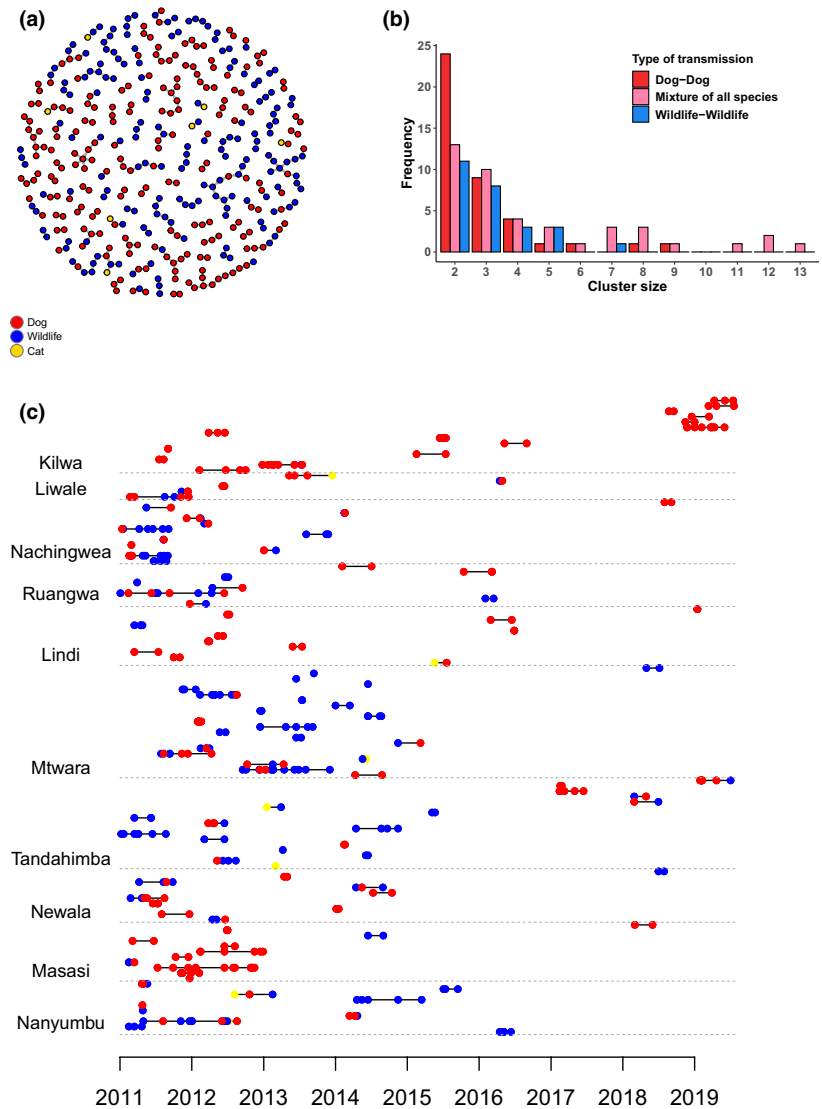 (a)
Dog
Wildlife
Cat
(b)
25
20
15
10
5
0
Frequency
Type of transmission
Dog−Dog
Mixture of all species
Wildlife−Wildlife
2 3 4 5 6 7 8 9 10 11 12 13
Cluster size
(c)
Kilwa
Liwale
Nachingwea
Ruangwa
Lindi
Mtwara
Tandahimba
Newala
Masasi
Nanyumbu
2011 2012 2013 2014 2015 2016 2017 2018 2019